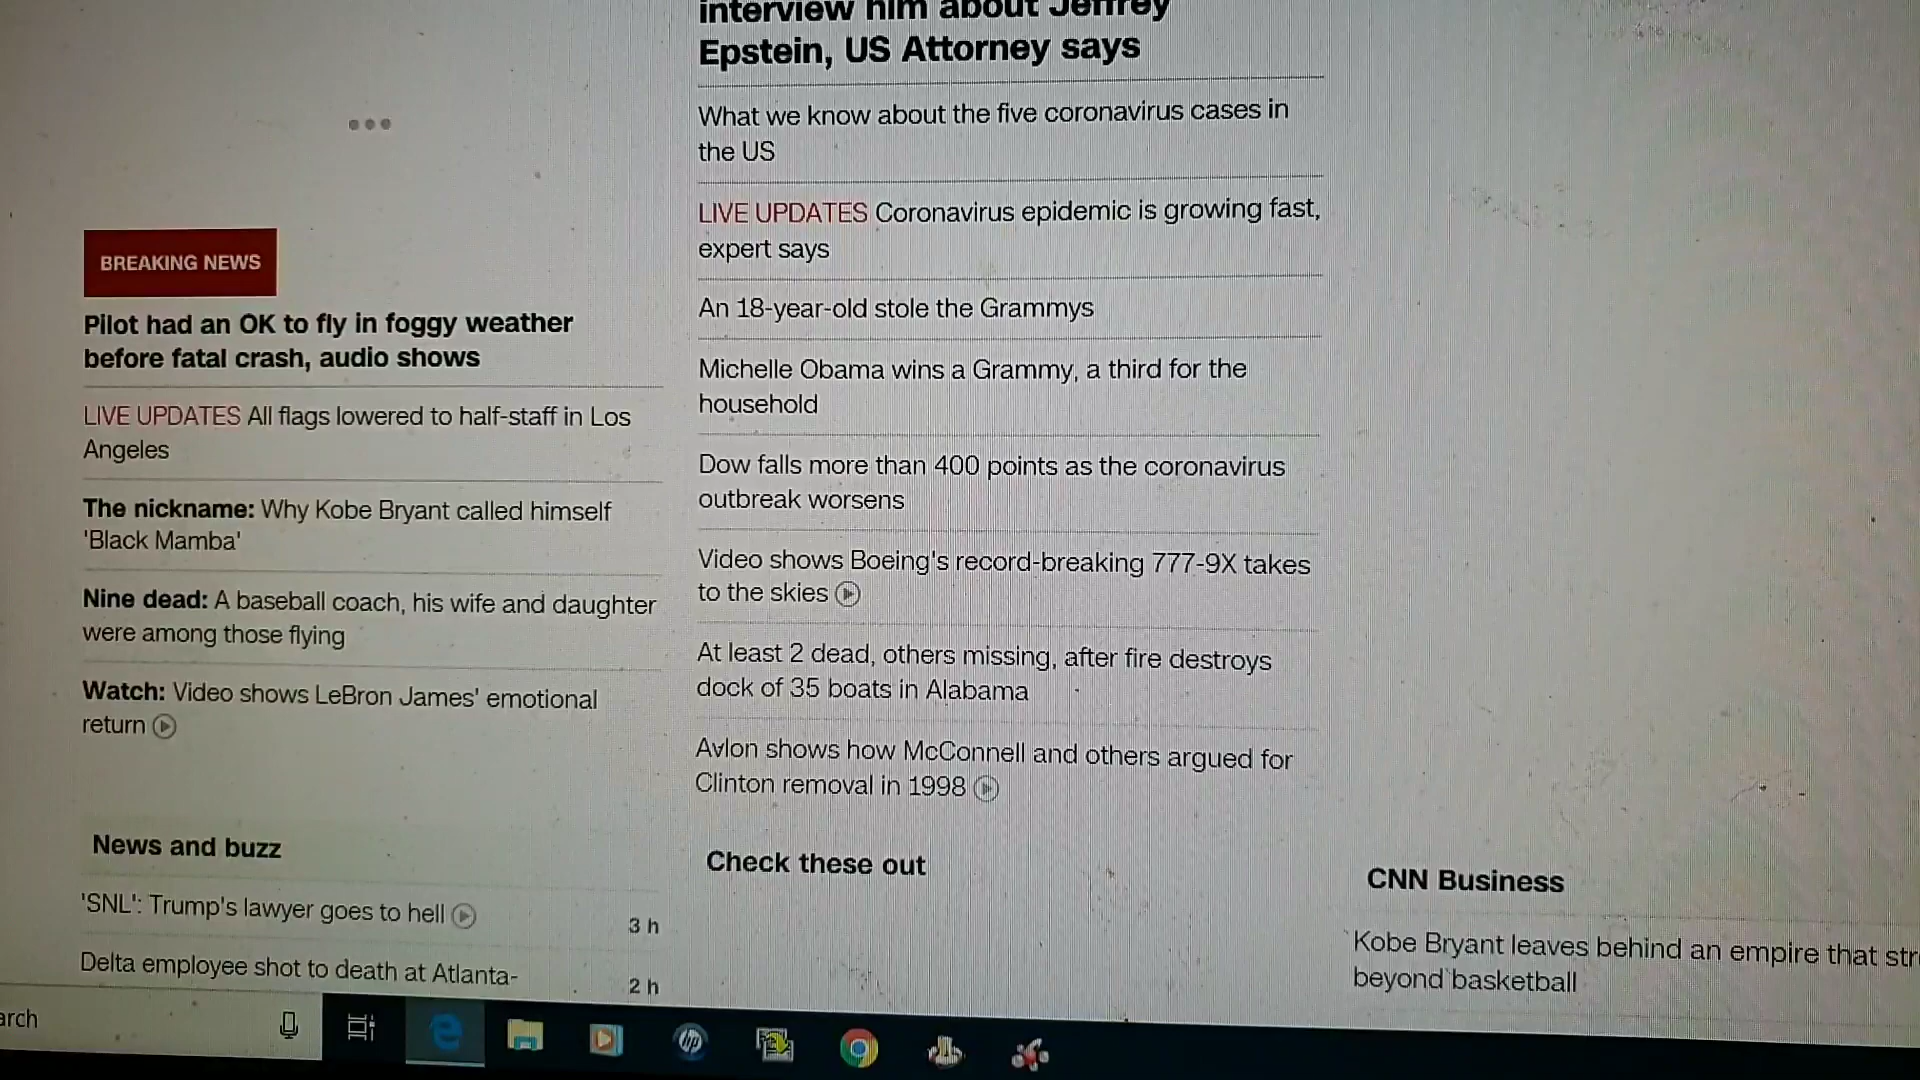 interview him about Jeffrey
Epstein, US Attorney says
What we know about the five coronavirus cases in
the US
LIVE UPDATES Coronavirus epidemic is growing fast,
expert says
An 18-year-old stole the Grammys
Michelle Obama wins a Grammy, a third for the
household
Dow falls more than 400 points as the coronavirus
outbreak worsens
Video shows Boeing's record-breaking 777-9X takes
to the skies
At least 2 dead, others missing, after fire destroys
dock of 35 boats in Alabama
Avlon shows how McConnell and others argued for
Clinton removal in 1998
BREAKING NEWS
Pilot had an OK to fly in foggy weather
before fatal crash, audio shows
LIVE UPDATES All flags lowered to half-staff in Los
Angeles
The nickname: Why Kobe Bryant called himself
'Black Mamba'
Nine dead: A baseball coach, his wife and daughter
were among those flying
Watch: Video shows LeBron James' emotional
return
News and buzz
'SNL': Trump's lawyer goes to hell
3 h
Delta employee shot to death at Atlanta-
2 h
Check these out
CNN Business
Kobe Bryant leaves behind an empire that str
beyond basketball
arch
hp